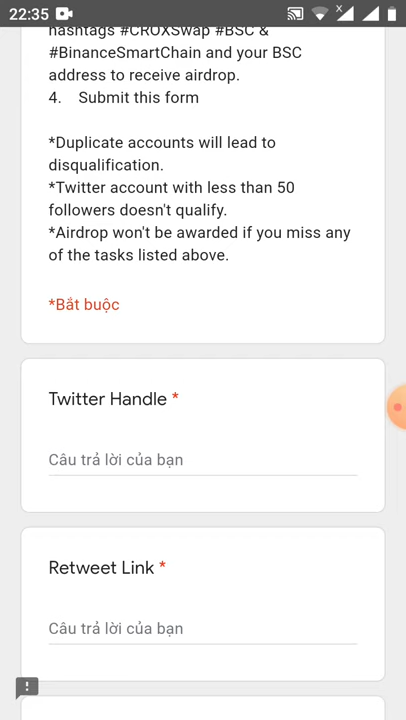 22:35
hashtags #CRUXSwap #BSC &
#BinanceSmartChain and your BSC
address to receive airdrop.
4. Submit this form
*Duplicate accounts will lead to
disqualification.
*Twitter account with less than 50
followers doesn't qualify.
*Airdrop won't be awarded if you miss any
of the tasks listed above.
*Bắt buộc
Twitter Handle *
Câu trả lời của bạn
Retweet Link *
Câu trả lời của bạn